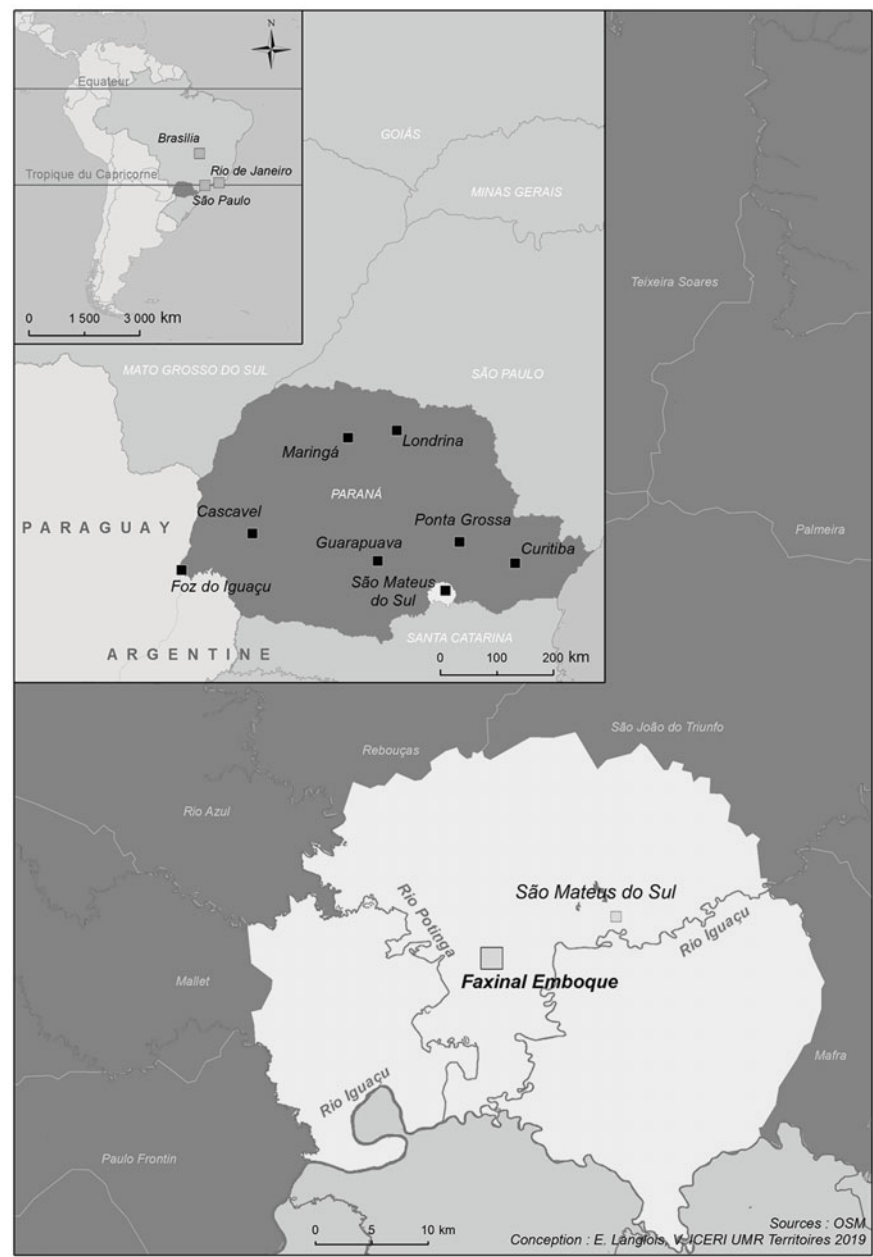 N
Equateur
Brasilia
Rio de Janeiro
Tropique du Capricorne
São Paulo
0 1 500 3 000 km
GOIÁS
MINAS GERAIS
MATO GROSSO DO SUL
SÃO PAULO
Maringá
Londrina
PARANÁ
Cascavel
Ponta Grossa
Guarapuava
Curitiba
PARAGUAY
Foz do Iguaçu
São Mateus
do Sul
SANTA CATARINA
ARGENTINE
0 100 200 km
Teixeira Soares
Palmeira
São João do Triunfo
Rebouças
Rio Azul
São Mateus do Sul
Rio Potinga
Rio Iguaçu
Faxinal Emboque
Mallet
Mafra
Rio Iguaçu
Paulo Frontin
0 5 10 km
Sources : OSM
Conception : E. Langlois, V. ICERI UMR Territoires 2019